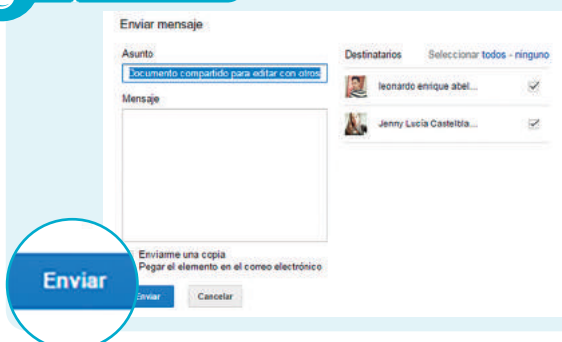 Enviar mensaje
Asunto
Documento compartido para editar con otros
Mensaje
Destinatarios Seleccionar todos - ninguno
leonardo enrique abel...
Jenny Lucía Castelbla...
Enviarme una copia
Pegar el elemento en el correo electrónico
Enviar
Enviar Cancelar